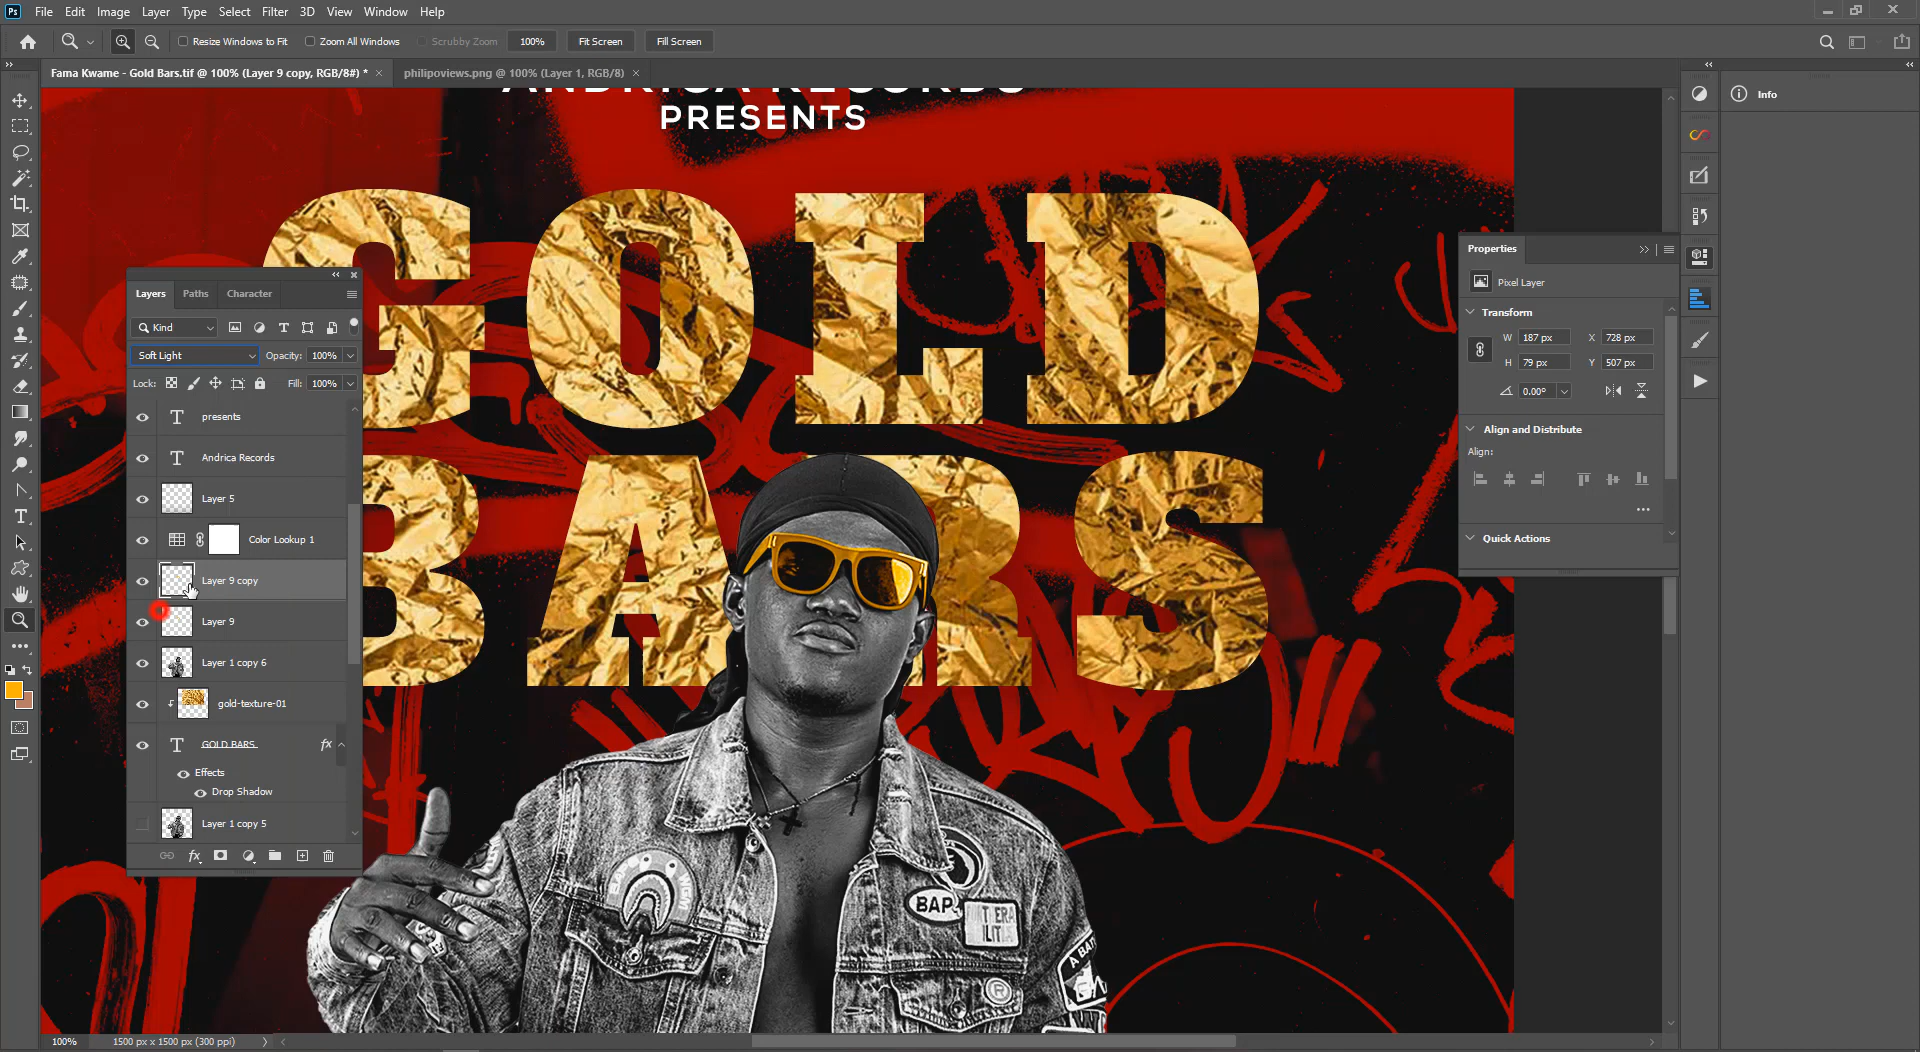 Ps File Edit Image Layer Type Select Filter 3D View Window Help
Resize Windows to Fit Zoom All Windows Scrubby Zoom 100% Fit Screen Fill Screen
Fama Kwame - Gold Bars.tif @ 100% (Layer 9 copy, RGB/8#) * × philipoviews.png @ 100% (Layer 1, RGB/8) ×
Info
ANDRICA RECORDS
PRESENTS
GOLD
BARS
Layers Paths Character
Kind
Soft Light Opacity: 100%
Lock: Fill: 100%
presents
Andrica Records
Layer 5
Color Lookup 1
Layer 9 copy
Layer 9
Layer 1 copy 6
gold-texture-01
GOLD BARS fx
Effects
Drop Shadow
Layer 1 copy 5
fx
Properties
Pixel Layer
Transform
W 187 px X 728 px
H 79 px Y 507 px
0.00°
Align and Distribute
Align:
Quick Actions
BAP
100% 1500 px x 1500 px (300 ppi)